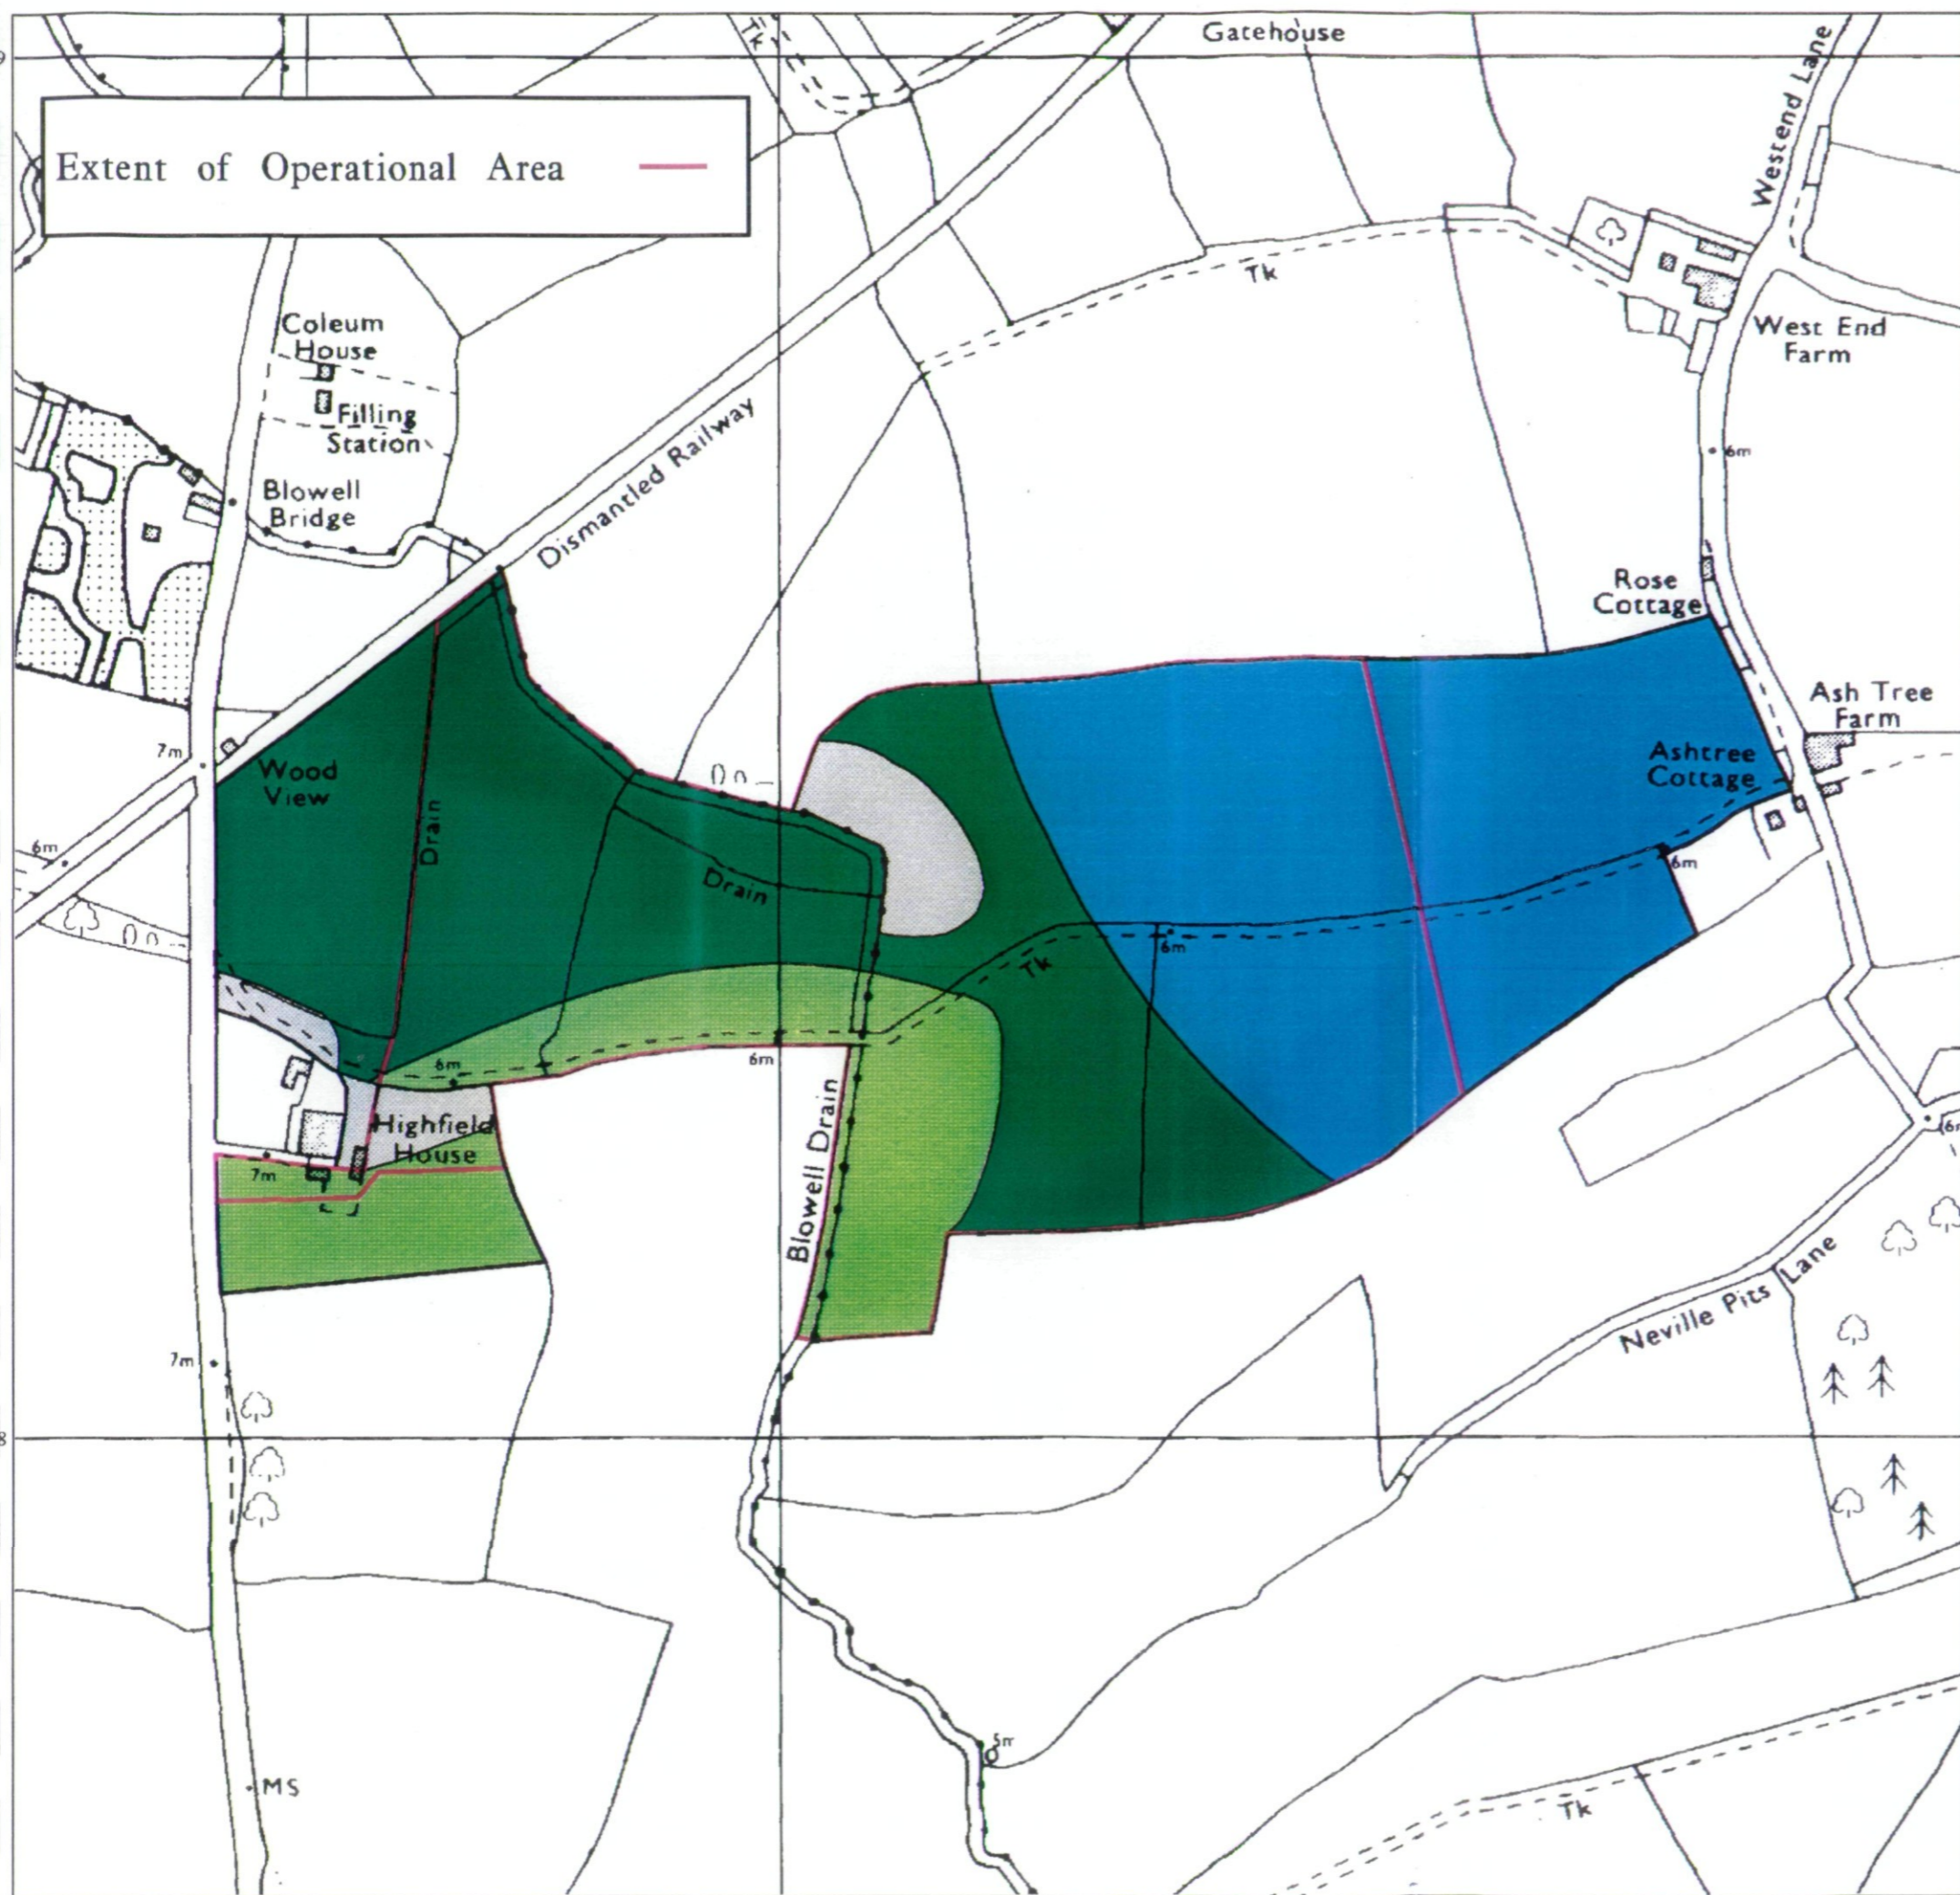 Gatehouse
Tk
Westend Lane
Extent of Operational Area
Tk
Coleum
House
West End
Farm
Filling
Station
Dismantled Railway
6m
Blowell
Bridge
Rose
Cottage
Ash Tree
Farm
7m
Ashtree
Cottage
Wood
View
Drain
6m
6m
Drain
6m
Tk
6m
6m
Blowell Drain
Highfield
House
7m
Neville Pits Lane
7m
5m
MS
Tk